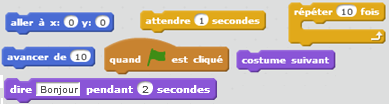 aller à x: 0 y: 0
attendre 1 secondes
répéter 10 fois
avancer de 10
quand est cliqué
costume suivant
dire Bonjour pendant 2 secondes